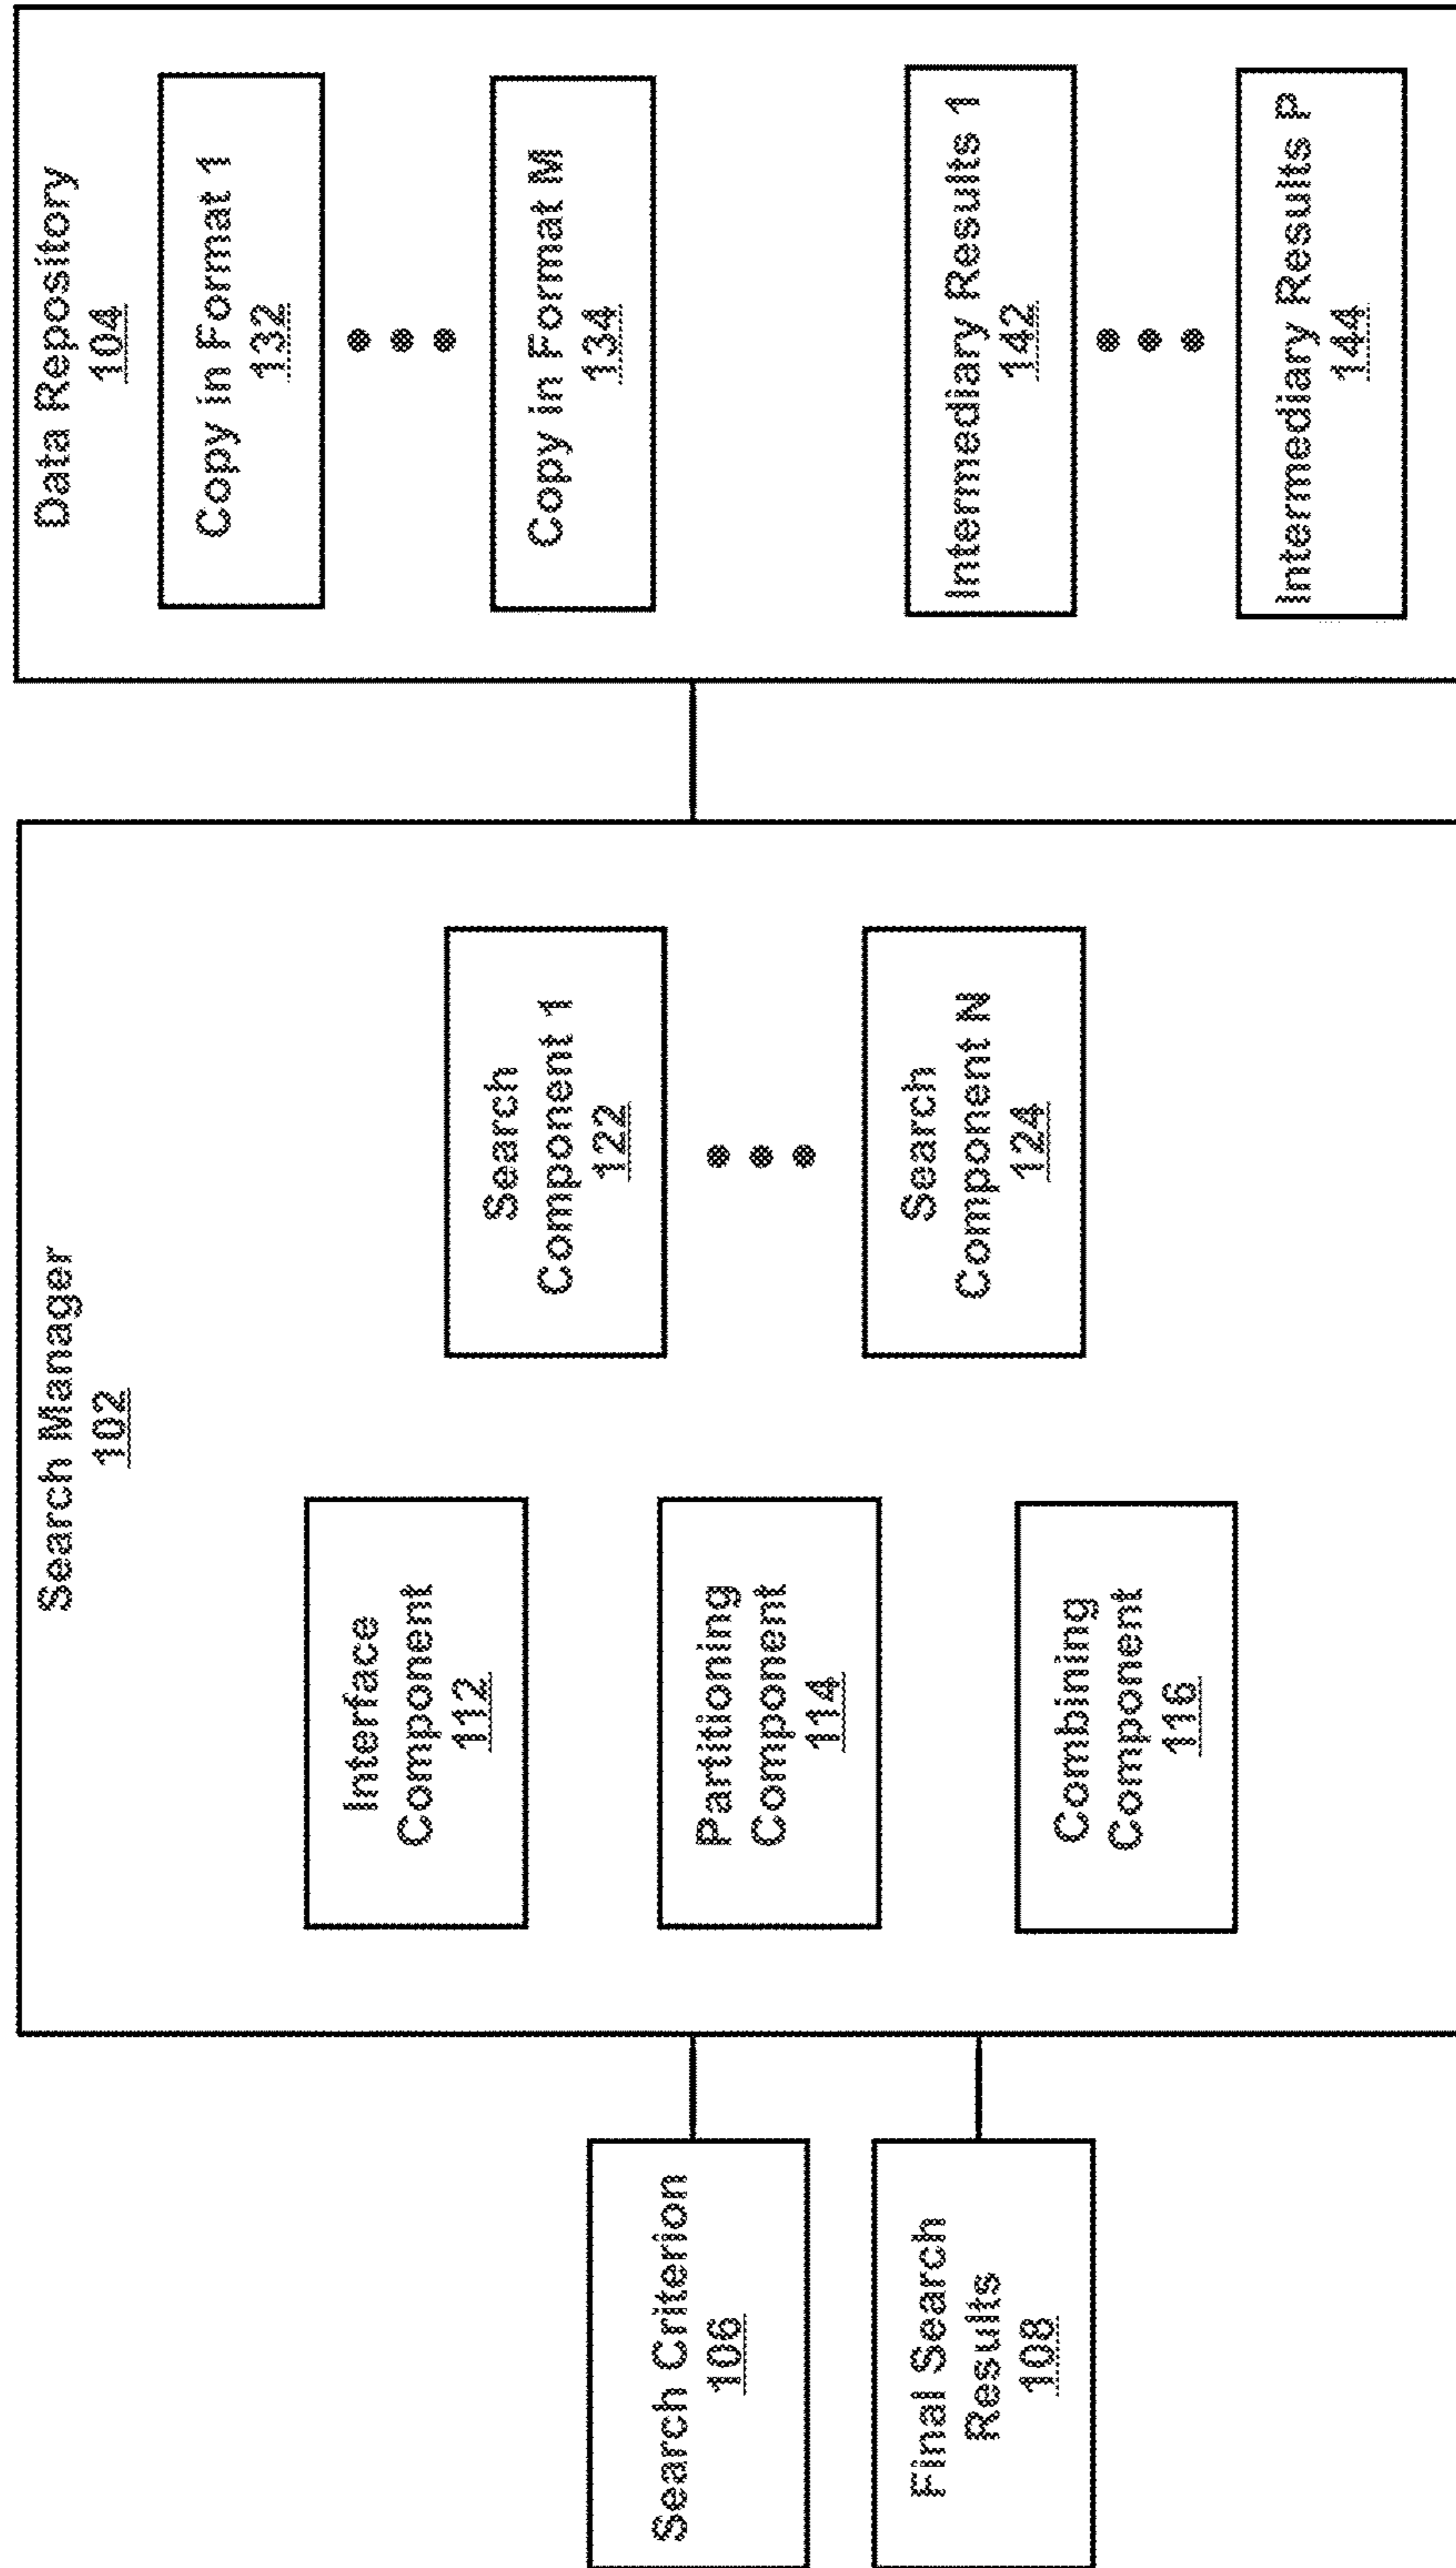 Search Criterion
106
Final Search
Results
108
Search Manager
102
Interface
Component
112
Partitioning
Component
114
Combining
Component
116
Search
Component 1
122
Search
Component N
124
Data Repository
104
Copy in Format 1
132
Copy in Format M
134
Intermediary Results 1
142
Intermediary Results P
144